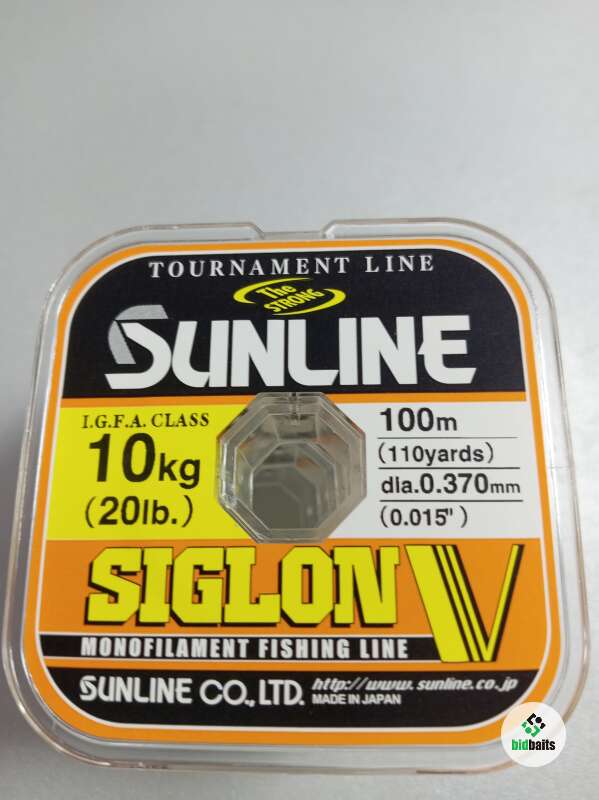 TOURNAMENT LINE
The
STRONG
SUNLINE
I.G.F.A. CLASS
10kg
(20lb.)
100m
(110yards)
dia.0.370mm
(0.015")
SIGLON V
MONOFILAMENT FISHING LINE
SUNLINE CO.,LTD. http://www.sunline.co.jp
MADE IN JAPAN
bidbaits